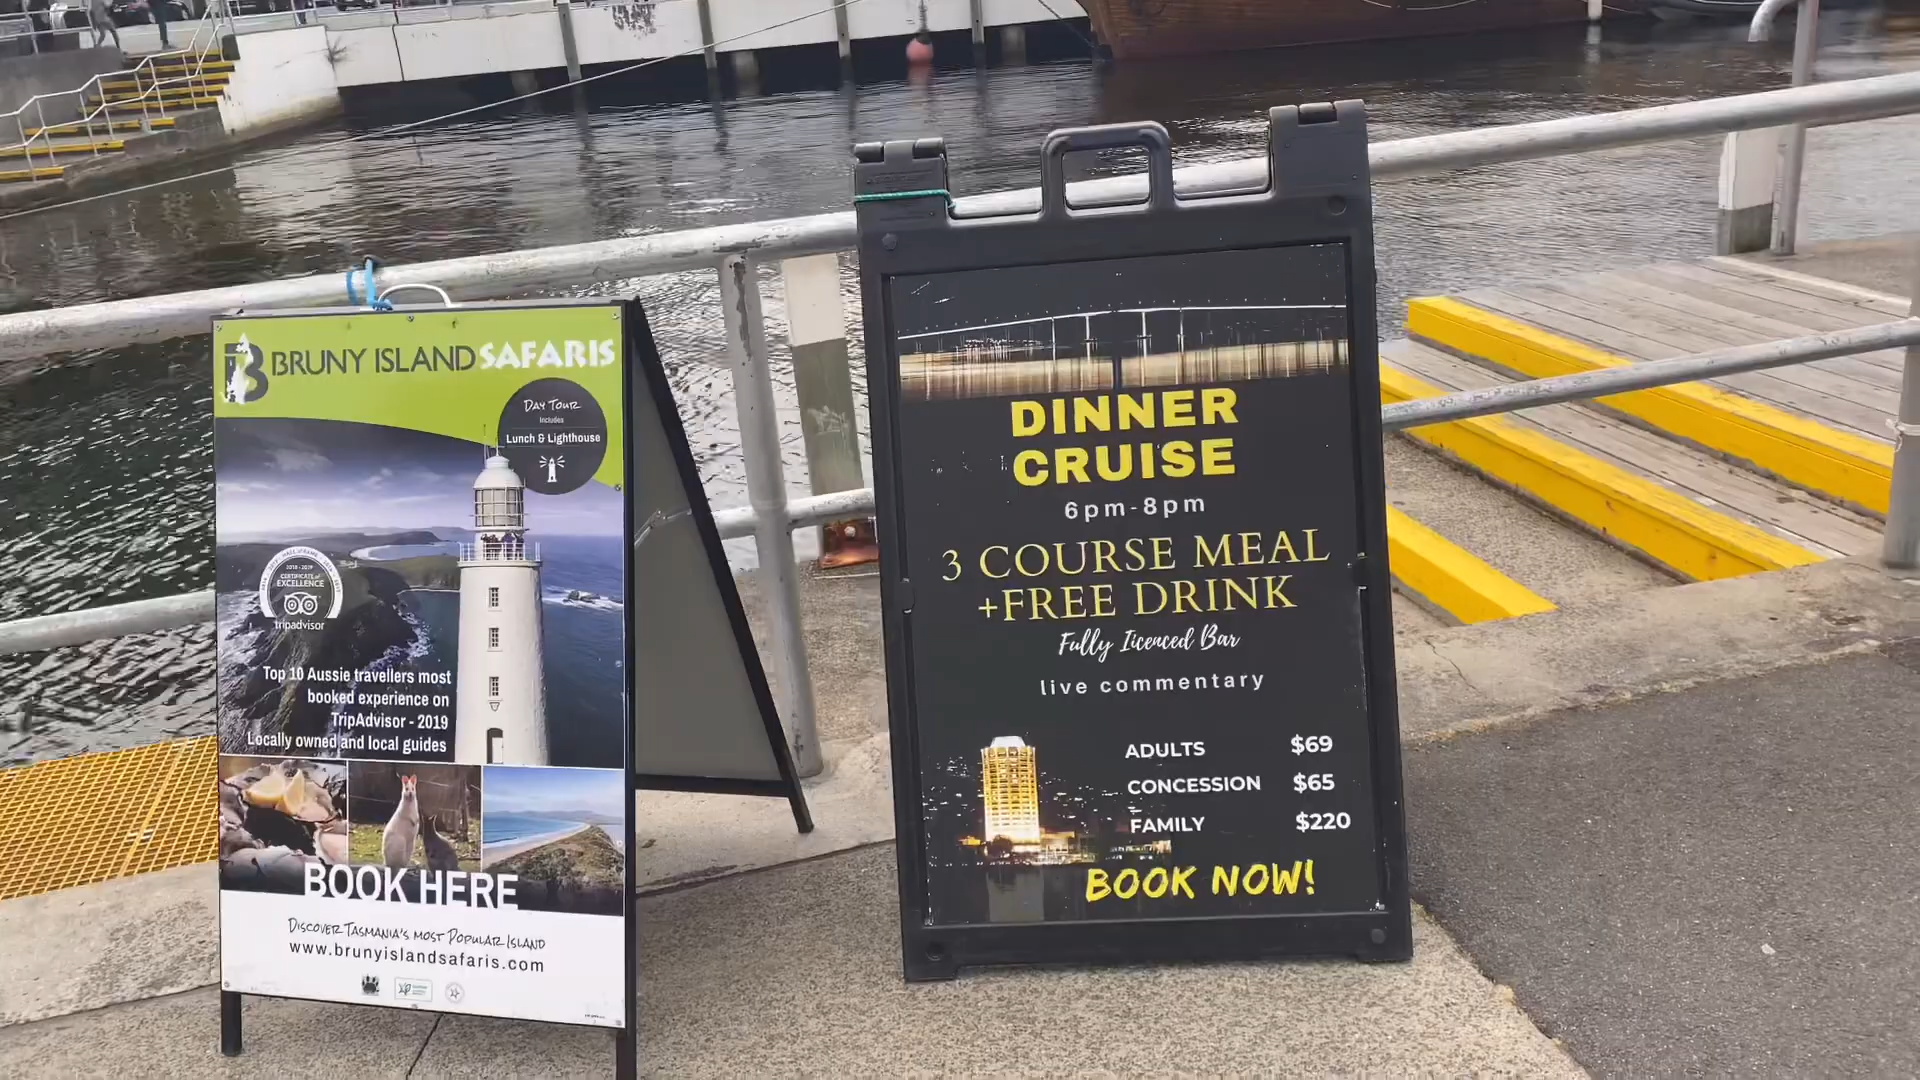 BRUNY ISLAND SAFARIS
DAY TOUR
Includes
Lunch & Lighthouse
2018 - 2019
CERTIFICATE of
EXCELLENCE
tripadvisor
Top 10 Aussie travellers most
booked experience on
TripAdvisor - 2019
Locally owned and local guides
BOOK HERE
DISCOVER TASMANIA'S MOST POPULAR ISLAND
www.brunyislandsafaris.com
DINNER
CRUISE
6pm-8pm
3 COURSE MEAL
+FREE DRINK
Fully licenced Bar
live commentary
ADULTS $69
CONCESSION $65
FAMILY $220
BOOK NOW!